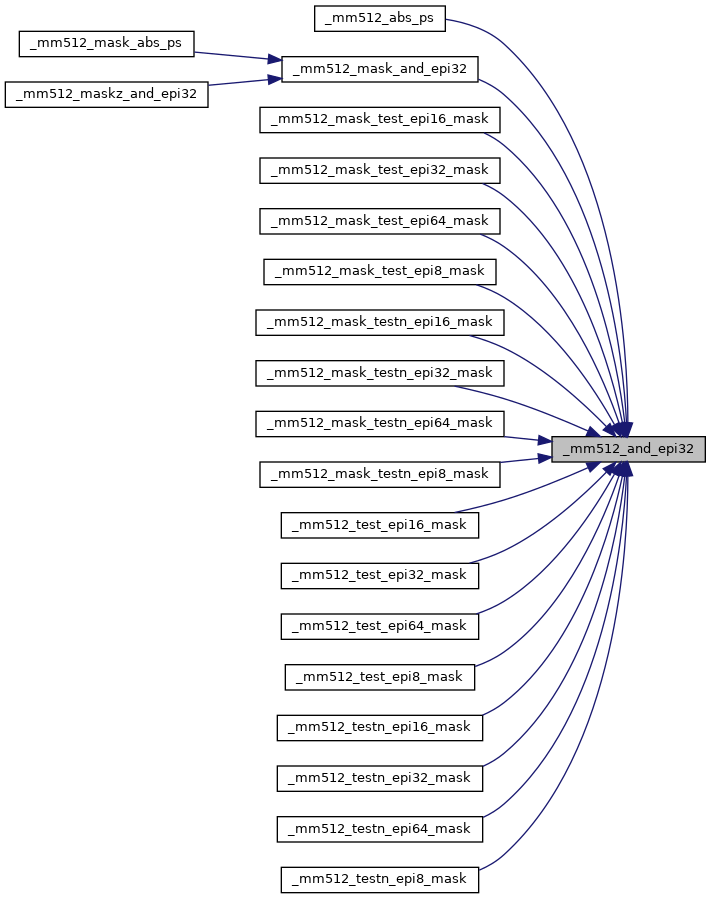 _mm512_abs_ps
_mm512_mask_abs_ps
_mm512_mask_and_epi32
_mm512_maskz_and_epi32
_mm512_mask_test_epi16_mask
_mm512_mask_test_epi32_mask
_mm512_mask_test_epi64_mask
_mm512_mask_test_epi8_mask
_mm512_mask_testn_epi16_mask
_mm512_mask_testn_epi32_mask
_mm512_mask_testn_epi64_mask
_mm512_and_epi32
_mm512_mask_testn_epi8_mask
_mm512_test_epi16_mask
_mm512_test_epi32_mask
_mm512_test_epi64_mask
_mm512_test_epi8_mask
_mm512_testn_epi16_mask
_mm512_testn_epi32_mask
_mm512_testn_epi64_mask
_mm512_testn_epi8_mask